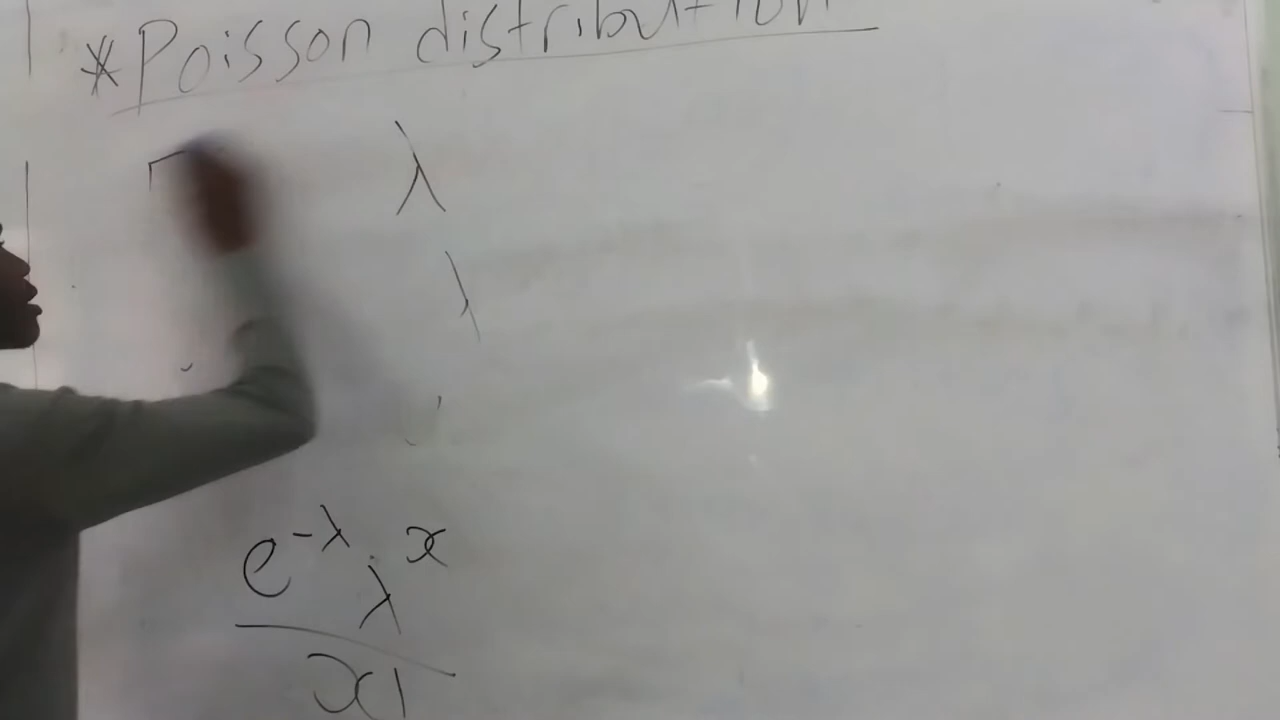 *Poisson distribution
λ
λ
e^-λ . λ^x
x!